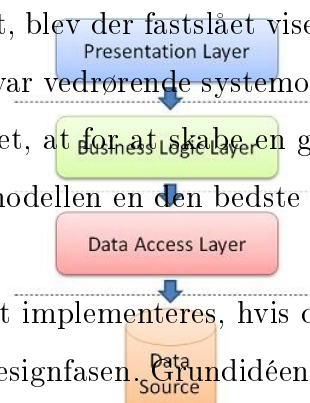 t, blev der fastslået vise
Presentation Layer
var vedrørende systemo
et, at for at skabe en g
Business Logic Layer
nodellen en den bedste
Data Access Layer
t implementeres, hvis
esignfasen. Grundidéen
Data
Source